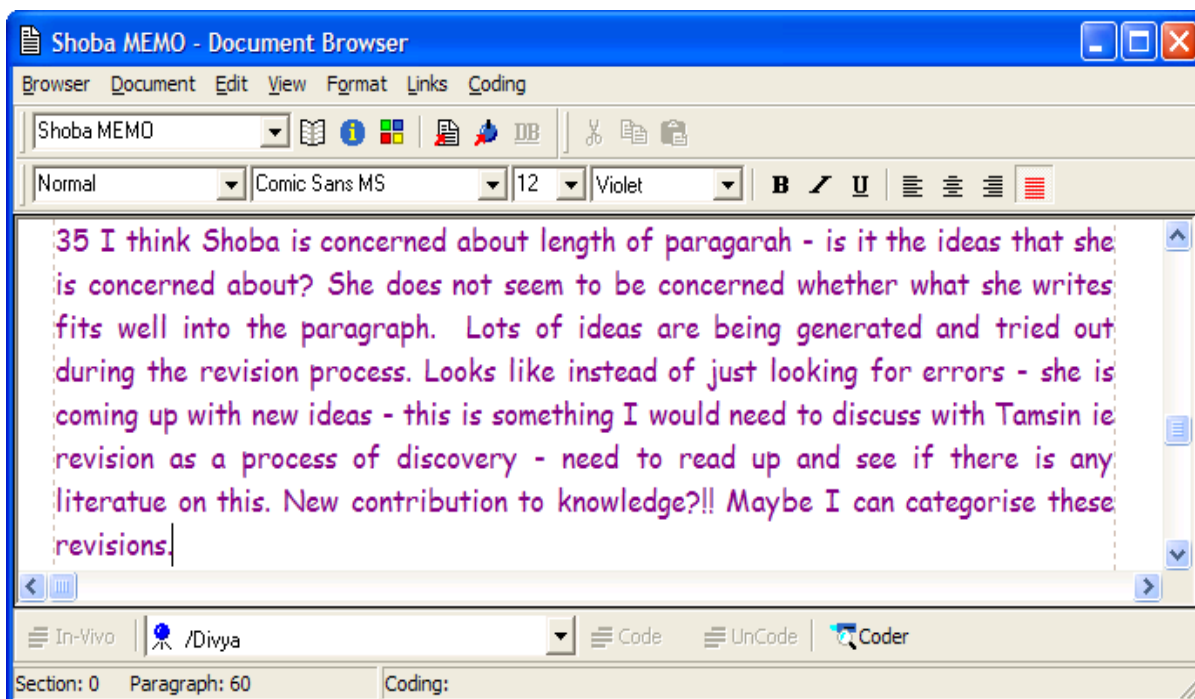 Shoba MEMO - Document Browser
Browser Document Edit View Format Links Coding
Shoba MEMO DB
Normal Comic Sans MS 12 Violet B I U
35 I think Shoba is concerned about length of paragarah - is it the ideas that she
is concerned about? She does not seem to be concerned whether what she writes
fits well into the paragraph.  Lots of ideas are being generated and tried out
during the revision process. Looks like instead of just looking for errors - she is
coming up with new ideas - this is something I would need to discuss with Tamsin ie
revision as a process of discovery - need to read up and see if there is any
literatue on this. New contribution to knowledge?!! Maybe I can categorise these
revisions.
In-Vivo /Divya Code UnCode Coder
Section: 0 Paragraph: 60 Coding: